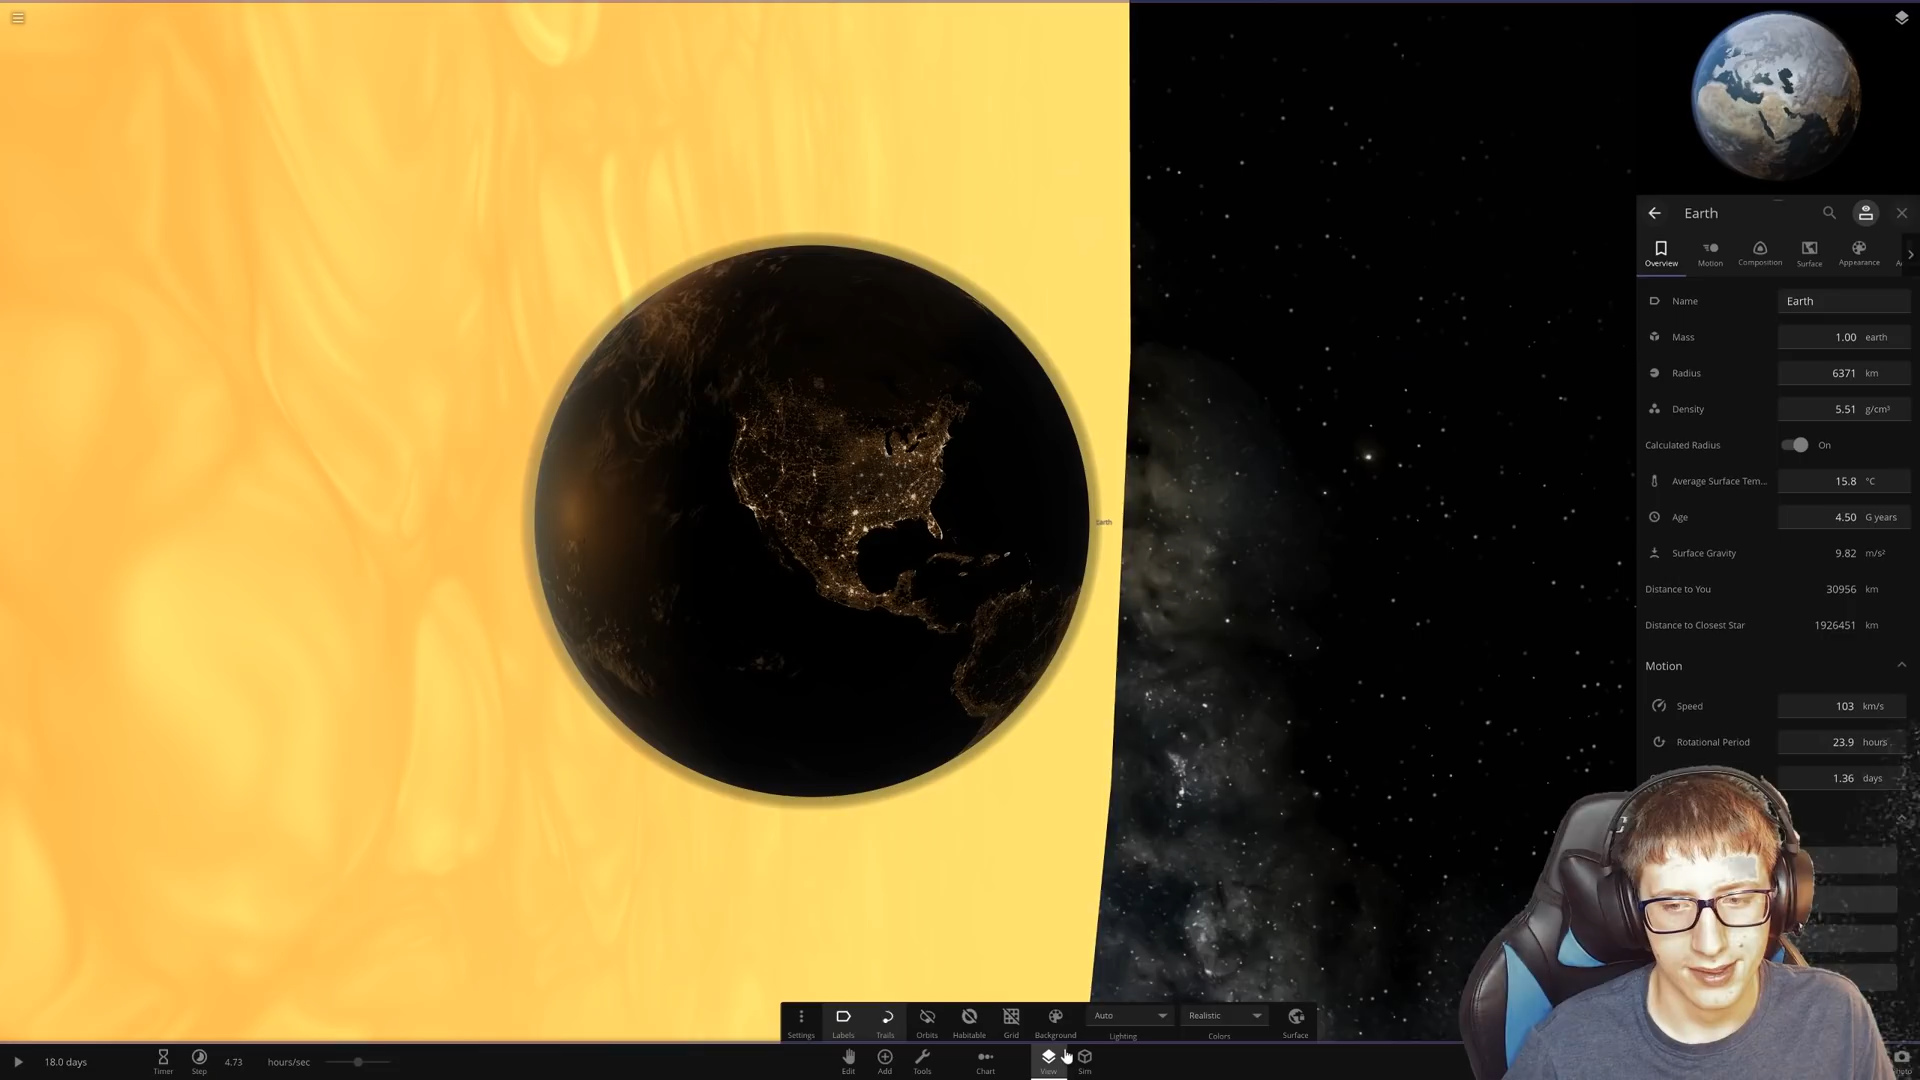 Earth
Overview
Motion
Composition
Surface
Appearance
Name Earth
Mass 1.00 earth
Radius 6371 km
Density 5.51 g/cm³
Calculated Radius On
Average Surface Tem... 15.8 °C
Age 4.50 G years
Surface Gravity 9.82 m/s²
Distance to You 30956 km
Distance to Closest Star 1926451 km
Motion
Speed 103 km/s
Rotational Period 23.9 hours
1.36 days
Earth
Settings Labels Trails Orbits Habitable Grid Background Auto Lighting Realistic Colors Surface
18.0 days Timer Step 4.73 hours/sec Edit Add Tools Chart View Sim